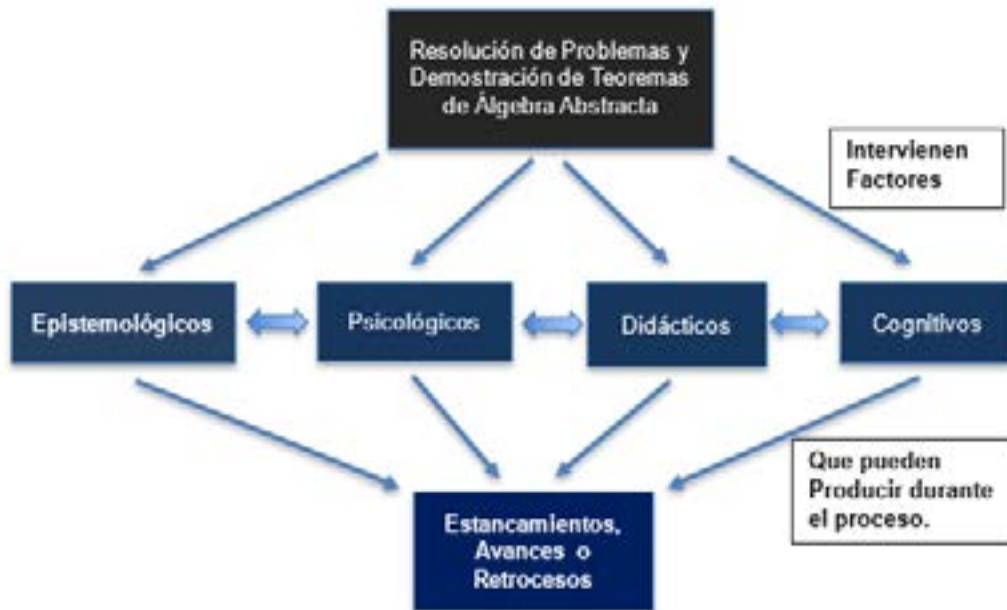 Resolución de Problemas y
Demostración de Teoremas
de Álgebra Abstracta
Intervienen
Factores
Epistemológicos
Psicológicos
Didácticos
Cognitivos
Que pueden
Producir durante
el proceso.
Estancamientos,
Avances o
Retrocesos